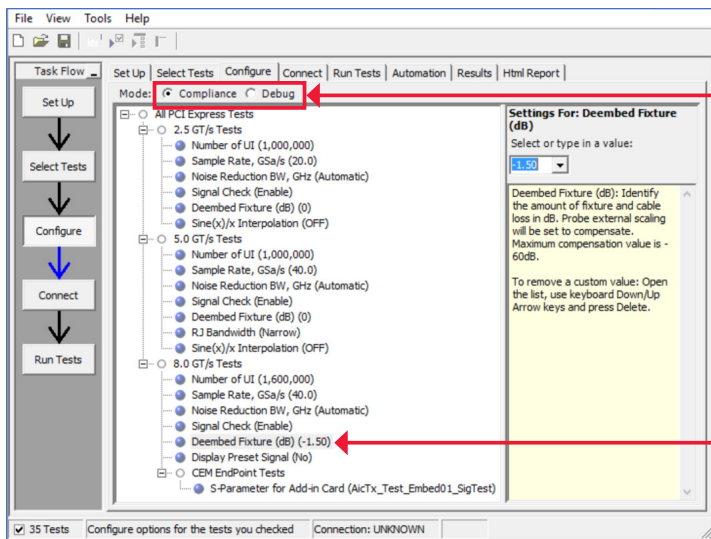 File View Tools Help
Task Flow
Set Up
Select Tests
Configure
Connect
Run Tests
Set Up Select Tests Configure Connect Run Tests Automation Results Html Report
Mode: Compliance Debug
All PCI Express Tests
2.5 GT/s Tests
Number of UI (1,000,000)
Sample Rate, GSa/s (20.0)
Noise Reduction BW, GHz (Automatic)
Signal Check (Enable)
Deembed Fixture (dB) (0)
Sine(x)/x Interpolation (OFF)
5.0 GT/s Tests
Number of UI (1,000,000)
Sample Rate, GSa/s (40.0)
Noise Reduction BW, GHz (Automatic)
Signal Check (Enable)
Deembed Fixture (dB) (0)
RJ Bandwidth (Narrow)
Sine(x)/x Interpolation (OFF)
8.0 GT/s Tests
Number of UI (1,600,000)
Sample Rate, GSa/s (40.0)
Noise Reduction BW, GHz (Automatic)
Signal Check (Enable)
Deembed Fixture (dB) (-1.50)
Display Preset Signal (No)
CEM EndPoint Tests
S-Parameter for Add-in Card (AicTx_Test_Embed01_SigTest)
Settings For: Deembed Fixture
(dB)
Select or type in a value:
-1.50
Deembed Fixture (dB): Identify
the amount of fixture and cable
loss in dB. Probe external scaling
will be set to compensate.
Maximum compensation value is -
60dB.
To remove a custom value: Open
the list, use keyboard Down/Up
Arrow keys and press Delete.
35 Tests Configure options for the tests you checked Connection: UNKNOWN